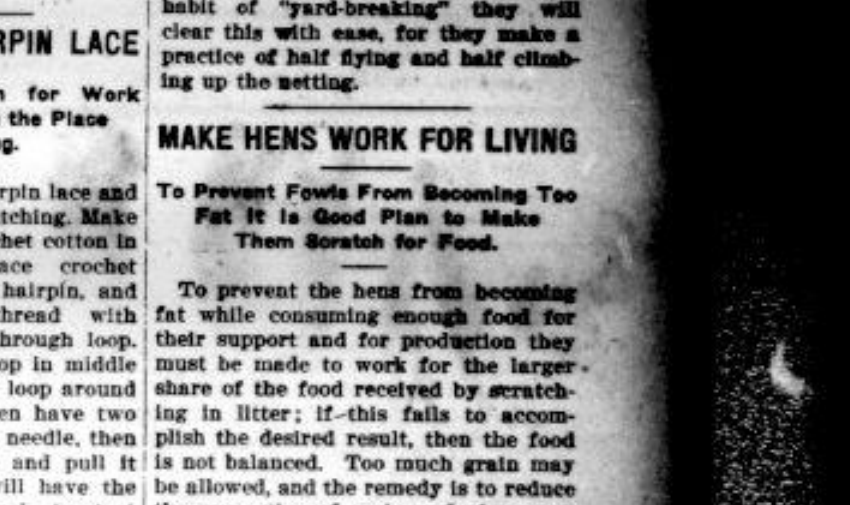 RPIN LACE
for Work
the Place
rpin lace and
tching. Make
het cotton in
ace crochet
hairpin, and
hread with
hrough loop.
op in middle
loop around
en have two
needle, then
and pull it
ill have the
habit of "yard-breaking" they will
clear this with ease, for they make a
practice of half flying and half climb-
ing up the netting.
MAKE HENS WORK FOR LIVING
To Prevent Fowls From Becoming Too
Fat It Is Good Plan to Make
Them Scratch for Food.
To prevent the hens from becoming
fat while consuming enough food for
their support and for production they
must be made to work for the larger
share of the food received by scratch-
ing in litter; if this fails to accom-
plish the desired result, then the food
is not balanced. Too much grain may
be allowed, and the remedy is to reduce